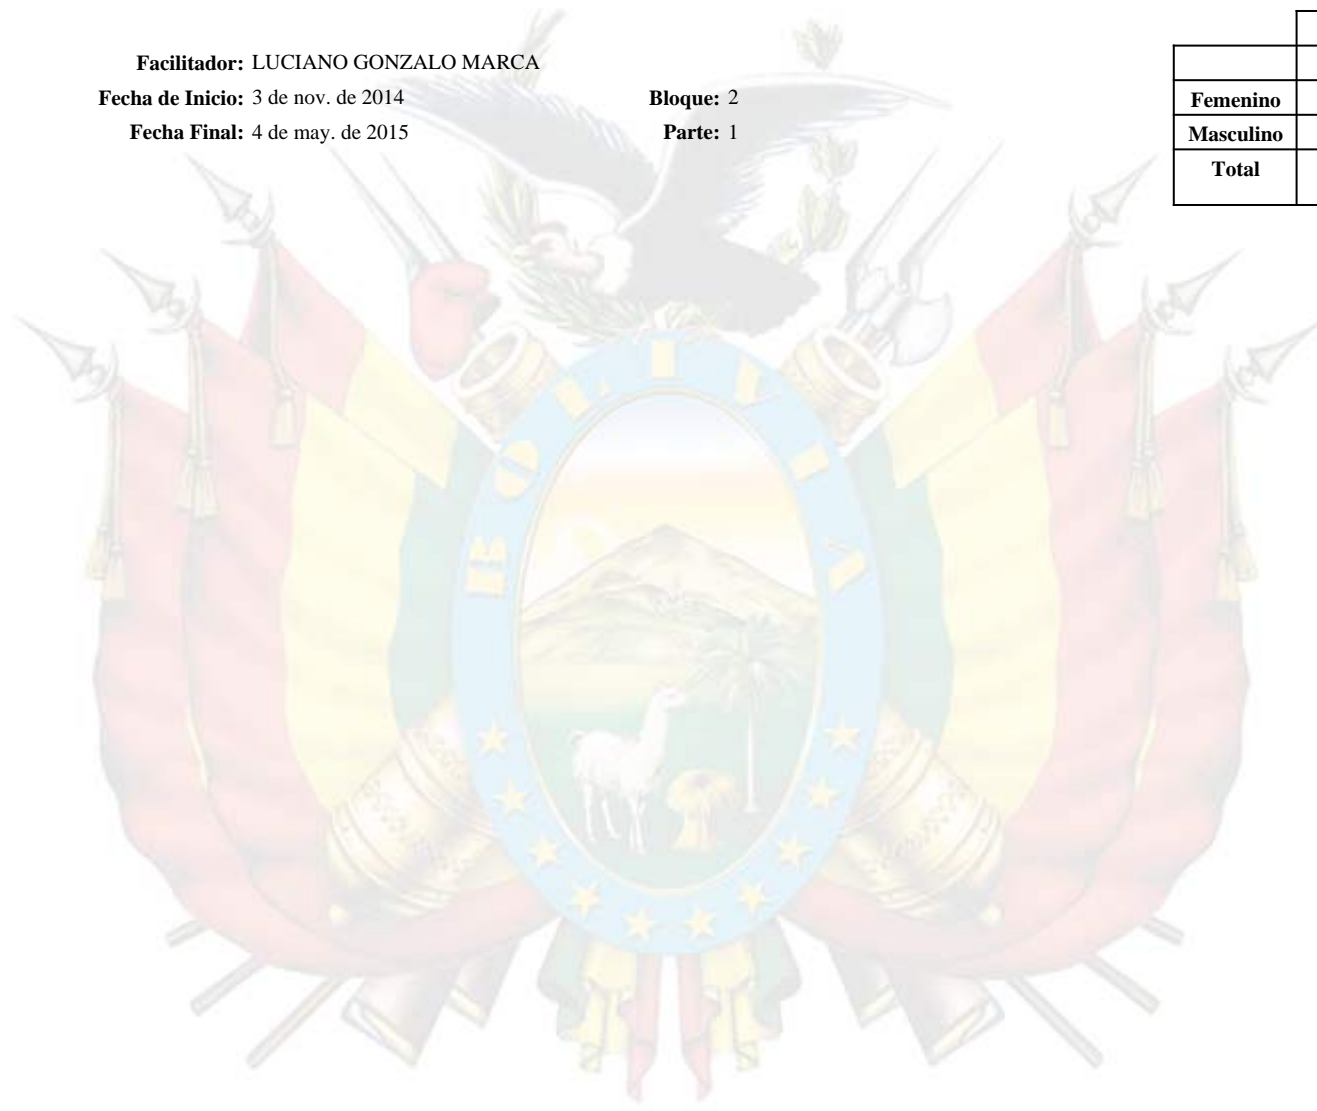 Facilitador: LUCIANO GONZALO MARCA
Fecha de Inicio: 3 de nov. de 2014 Bloque: 2
Fecha Final: 4 de may. de 2015 Parte: 1
Femenino
Masculino
Total
BOLIVIA